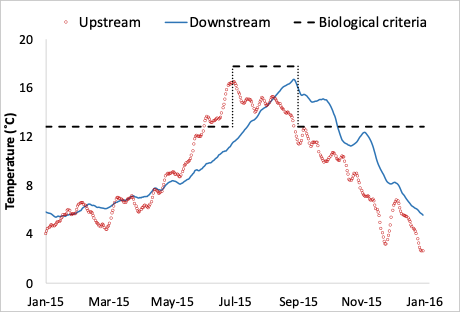 Upstream Downstream Biological criteria
20
16
12
8
4
0
Temperature (°C)
Jan-15 Mar-15 May-15 Jul-15 Sep-15 Nov-15 Jan-16